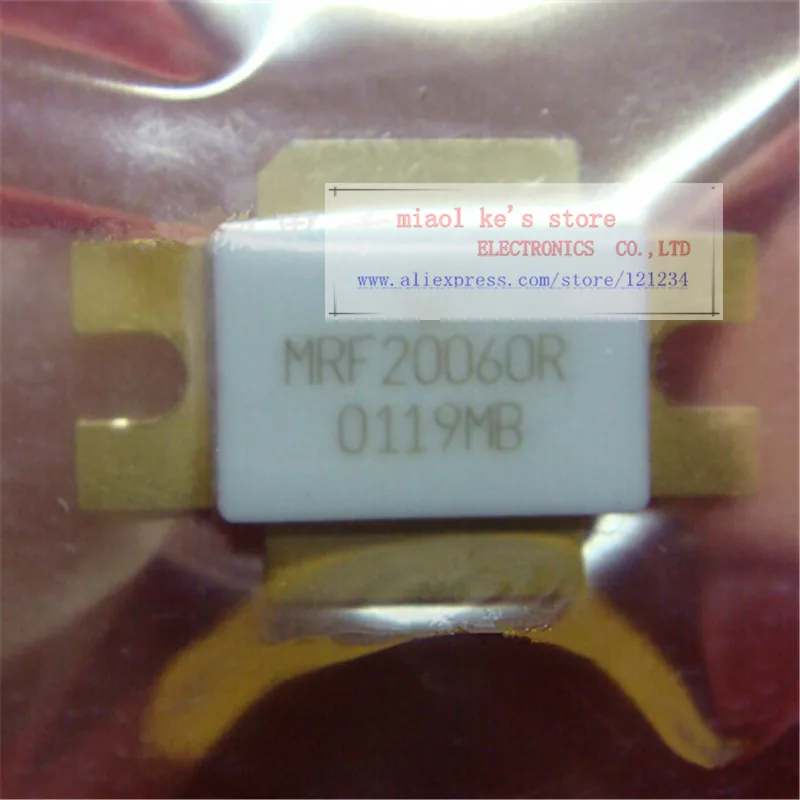 miaol ke's store
ELECTRONICS CO.,LTD
www.aliexpress.com/store/121234
MRF20060R
0119MB